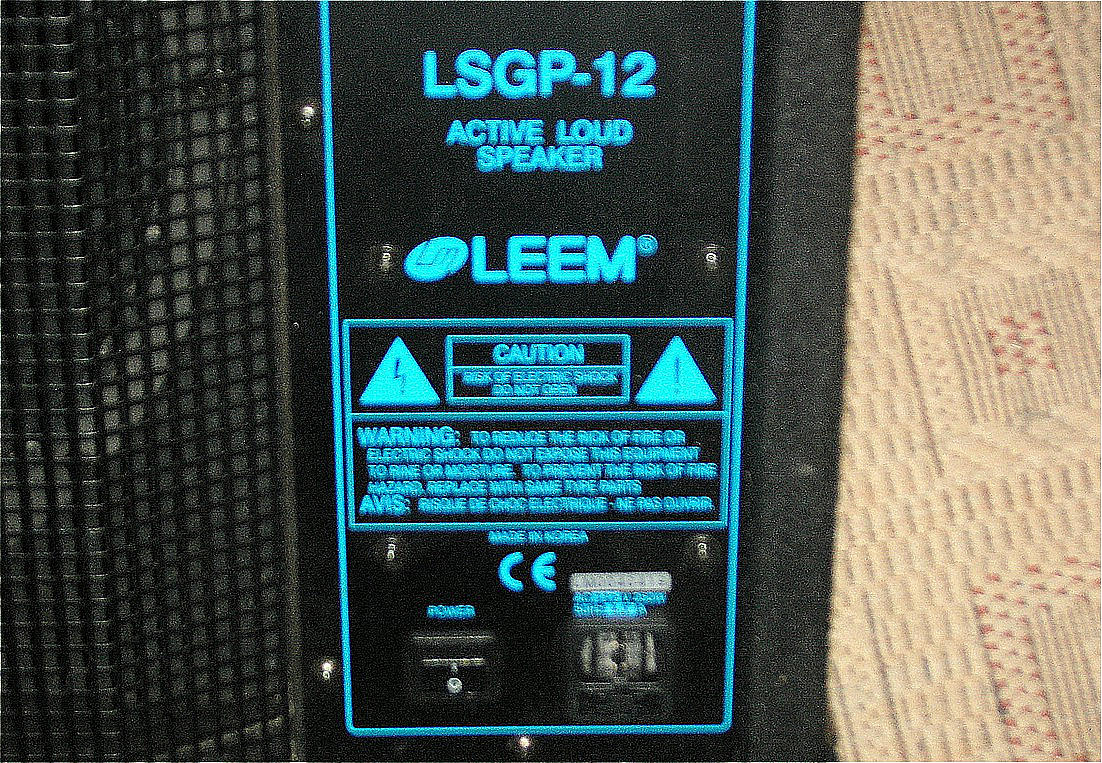 LSGP-12
ACTIVE LOUD
SPEAKER
LEEM®
CAUTION
RISK OF ELECTRIC SHOCK
DO NOT OPEN
WARNING: TO REDUCE THE RISK OF FIRE OR
ELECTRIC SHOCK DO NOT EXPOSE THIS EQUIPMENT
TO RINE OR MOISTURE. TO PREVENT THE RISK OF FIRE
HAZARD. REPLACE WITH SAME TYPE PARTS
AVIS: RISQUE DE CHOC ELECTRIQUE - NE PAS OUVRIR.
MADE IN KOREA
CE
POWER